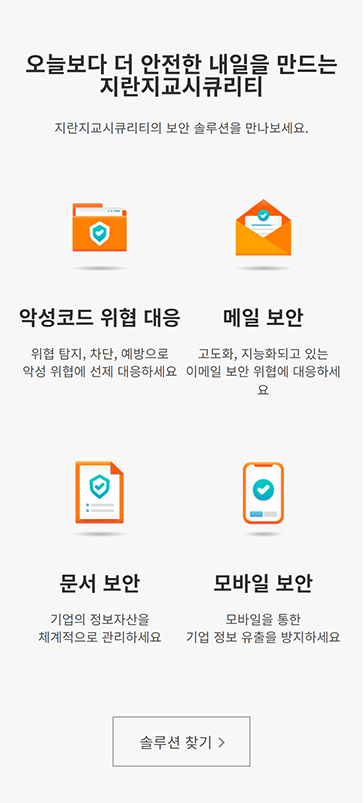 오늘보다 더 안전한 내일을 만드는
지란지교시큐리티
지란지교시큐리티의 보안 솔루션을 만나보세요.
악성코드 위협 대응
위협 탐지, 차단, 예방으로
악성 위협에 선제 대응하세요
메일 보안
고도화, 지능화되고 있는
이메일 보안 위협에 대응하세
요
문서 보안
기업의 정보자산을
체계적으로 관리하세요
모바일 보안
모바일을 통한
기업 정보 유출을 방지하세요
솔루션 찾기 >